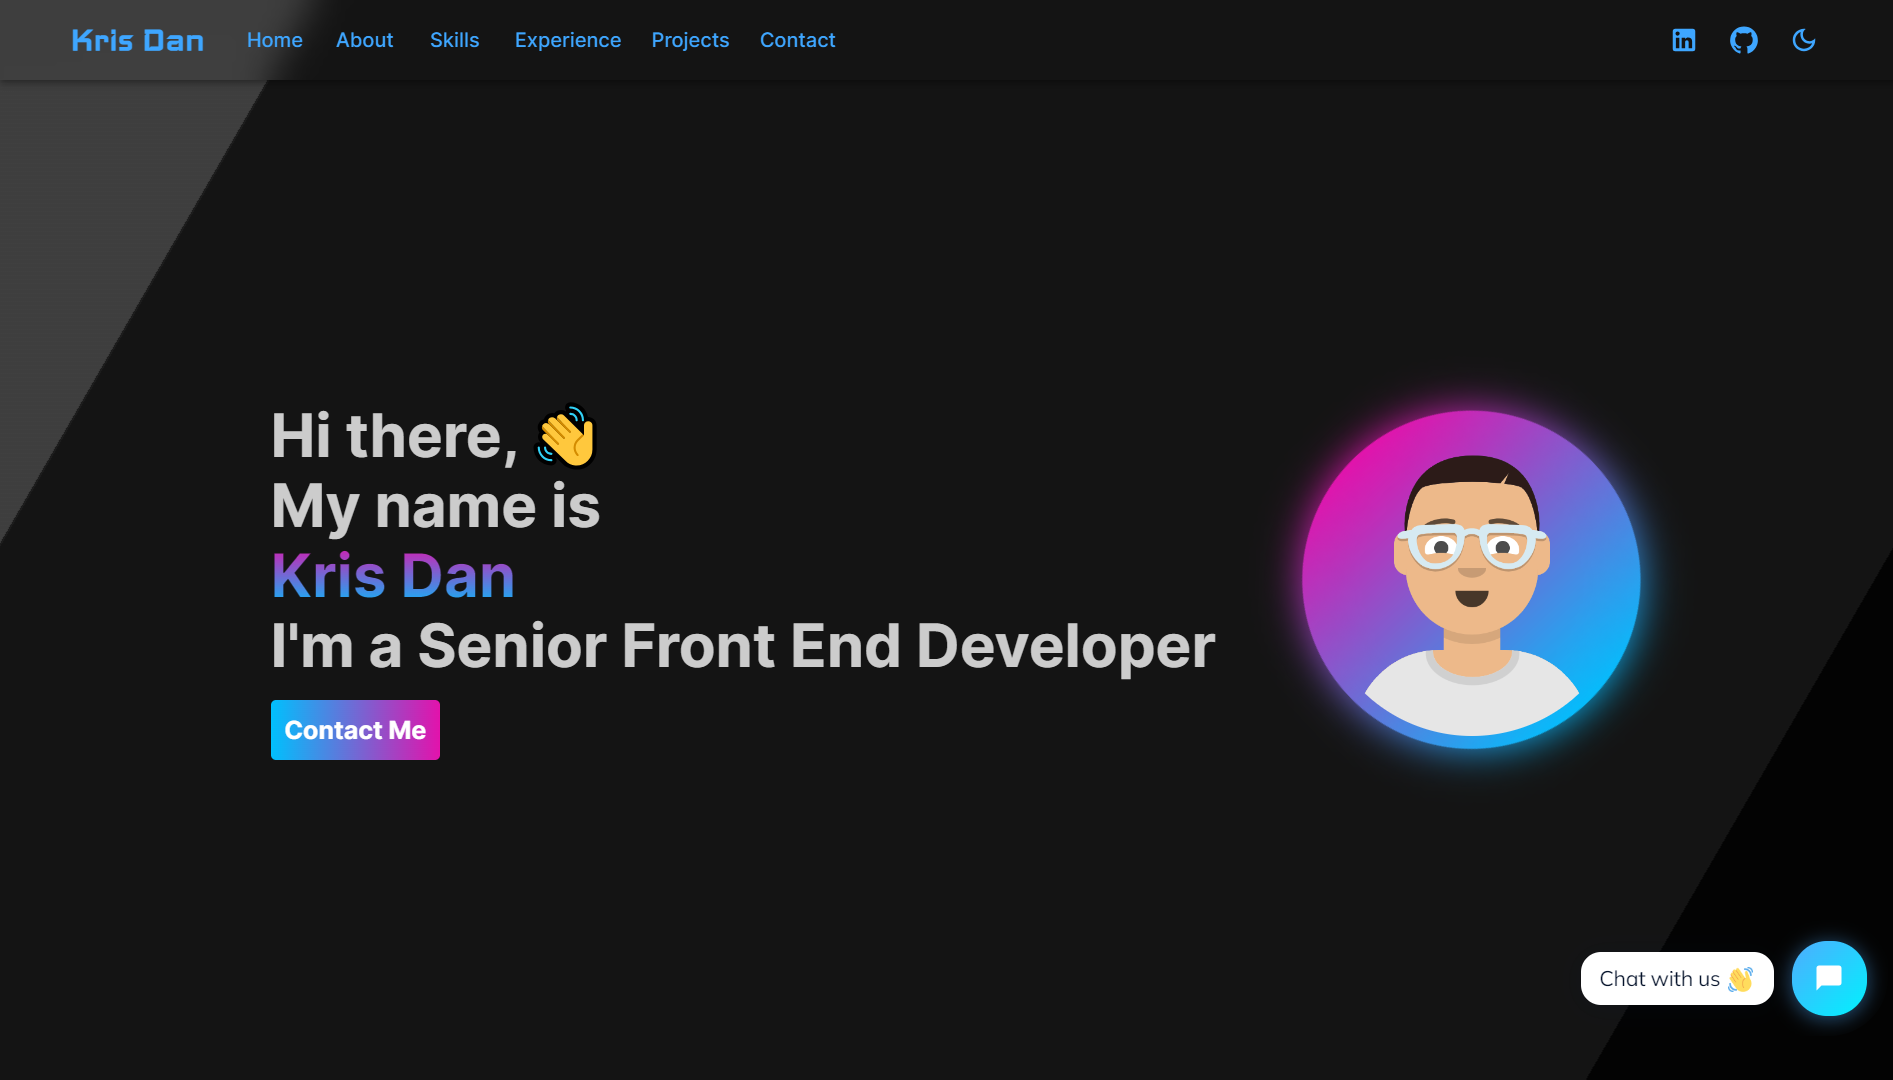 Kris Dan
Home About Skills Experience Projects Contact
Hi there, 👋
My name is
Kris Dan
I'm a Senior Front End Developer
Contact Me
Chat with us 👋